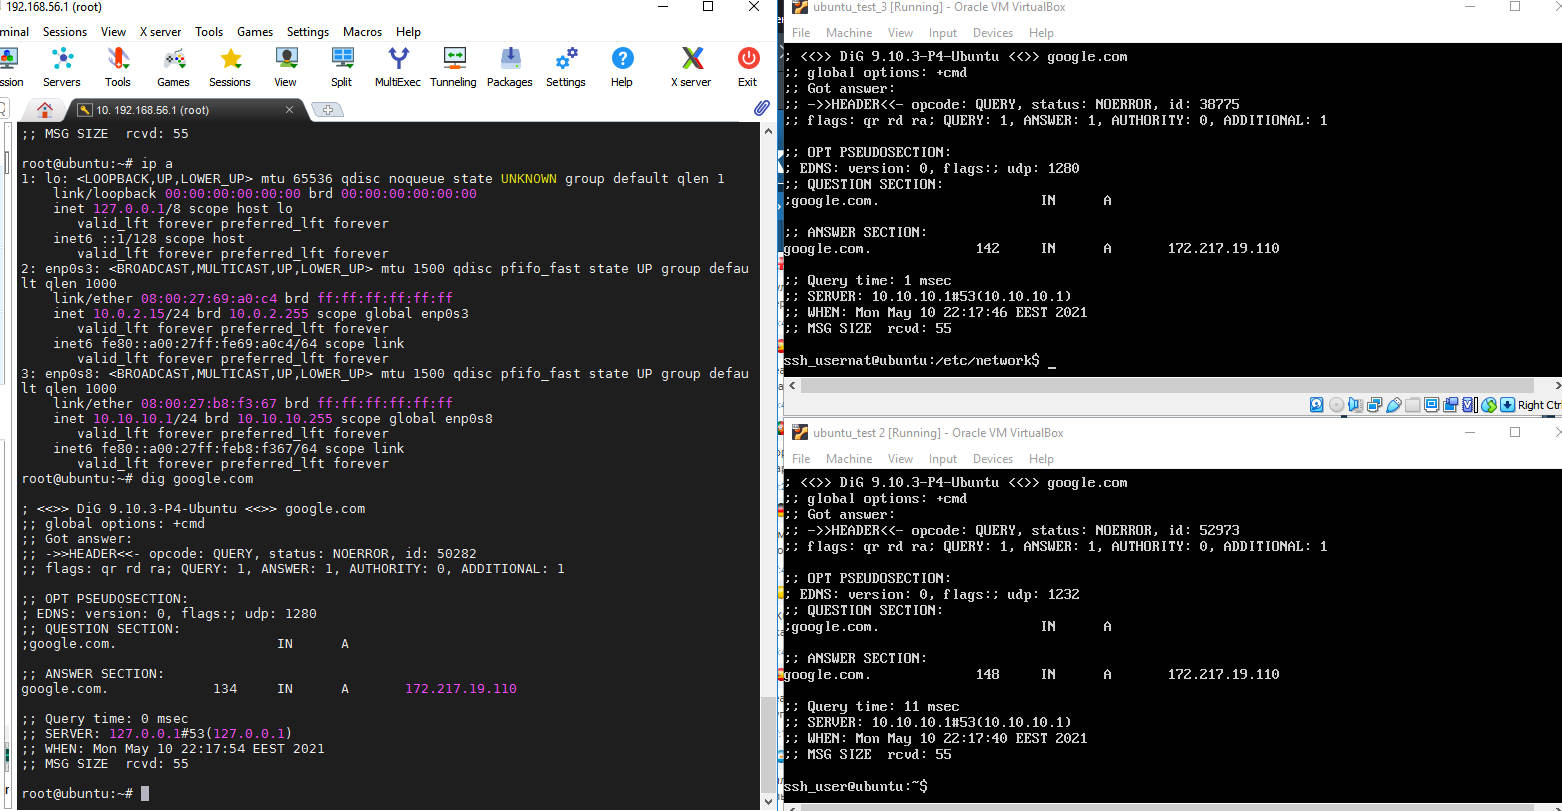 192.168.56.1 (root)
minal Sessions View X server Tools Games Settings Macros Help
ssion Servers Tools Games Sessions View Split MultiExec Tunneling Packages Settings Help X server Exit
10. 192.168.56.1 (root)
;; MSG SIZE  rcvd: 55

root@ubuntu:~# ip a
1: lo: <LOOPBACK,UP,LOWER_UP> mtu 65536 qdisc noqueue state UNKNOWN group default qlen 1
    link/loopback 00:00:00:00:00:00 brd 00:00:00:00:00:00
    inet 127.0.0.1/8 scope host lo
       valid_lft forever preferred_lft forever
    inet6 ::1/128 scope host
       valid_lft forever preferred_lft forever
2: enp0s3: <BROADCAST,MULTICAST,UP,LOWER_UP> mtu 1500 qdisc pfifo_fast state UP group defau
lt qlen 1000
    link/ether 08:00:27:69:a0:c4 brd ff:ff:ff:ff:ff:ff
    inet 10.0.2.15/24 brd 10.0.2.255 scope global enp0s3
       valid_lft forever preferred_lft forever
    inet6 fe80::a00:27ff:fe69:a0c4/64 scope link
       valid_lft forever preferred_lft forever
3: enp0s8: <BROADCAST,MULTICAST,UP,LOWER_UP> mtu 1500 qdisc pfifo_fast state UP group defau
lt qlen 1000
    link/ether 08:00:27:b8:f3:67 brd ff:ff:ff:ff:ff:ff
    inet 10.10.10.1/24 brd 10.10.10.255 scope global enp0s8
       valid_lft forever preferred_lft forever
    inet6 fe80::a00:27ff:feb8:f367/64 scope link
       valid_lft forever preferred_lft forever
root@ubuntu:~# dig google.com

; <<>> DiG 9.10.3-P4-Ubuntu <<>> google.com
;; global options: +cmd
;; Got answer:
;; ->>HEADER<<- opcode: QUERY, status: NOERROR, id: 50282
;; flags: qr rd ra; QUERY: 1, ANSWER: 1, AUTHORITY: 0, ADDITIONAL: 1

;; OPT PSEUDOSECTION:
; EDNS: version: 0, flags:; udp: 1280
;; QUESTION SECTION:
;google.com. IN A

;; ANSWER SECTION:
google.com. 134 IN A 172.217.19.110

;; Query time: 0 msec
;; SERVER: 127.0.0.1#53(127.0.0.1)
;; WHEN: Mon May 10 22:17:54 EEST 2021
;; MSG SIZE  rcvd: 55

root@ubuntu:~#
ubuntu_test_3 [Running] - Oracle VM VirtualBox
File Machine View Input Devices Help
; <<>> DiG 9.10.3-P4-Ubuntu <<>> google.com
;; global options: +cmd
;; Got answer:
;; ->>HEADER<<- opcode: QUERY, status: NOERROR, id: 38775
;; flags: qr rd ra; QUERY: 1, ANSWER: 1, AUTHORITY: 0, ADDITIONAL: 1

;; OPT PSEUDOSECTION:
; EDNS: version: 0, flags:; udp: 1280
;; QUESTION SECTION:
;google.com. IN A

;; ANSWER SECTION:
google.com. 142 IN A 172.217.19.110

;; Query time: 1 msec
;; SERVER: 10.10.10.1#53(10.10.10.1)
;; WHEN: Mon May 10 22:17:46 EEST 2021
;; MSG SIZE  rcvd: 55

ssh_usernat@ubuntu:/etc/network$ _
Right Ctrl
ubuntu_test 2 [Running] - Oracle VM VirtualBox
File Machine View Input Devices Help
; <<>> DiG 9.10.3-P4-Ubuntu <<>> google.com
;; global options: +cmd
;; Got answer:
;; ->>HEADER<<- opcode: QUERY, status: NOERROR, id: 52973
;; flags: qr rd ra; QUERY: 1, ANSWER: 1, AUTHORITY: 0, ADDITIONAL: 1

;; OPT PSEUDOSECTION:
; EDNS: version: 0, flags:; udp: 1232
;; QUESTION SECTION:
;google.com. IN A

;; ANSWER SECTION:
google.com. 148 IN A 172.217.19.110

;; Query time: 11 msec
;; SERVER: 10.10.10.1#53(10.10.10.1)
;; WHEN: Mon May 10 22:17:40 EEST 2021
;; MSG SIZE  rcvd: 55

ssh_user@ubuntu:~$